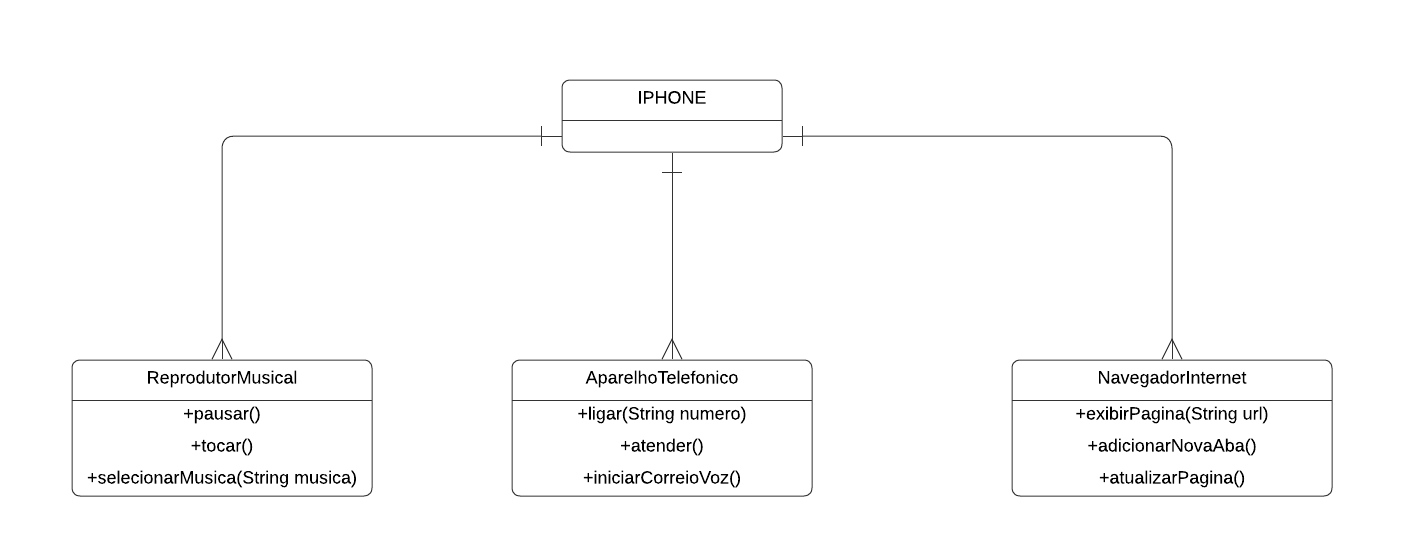 IPHONE
ReprodutorMusical
+pausar()
+tocar()
+selecionarMusica(String musica)
AparelhoTelefonico
+ligar(String numero)
+atender()
+iniciarCorreioVoz()
NavegadorInternet
+exibirPagina(String url)
+adicionarNovaAba()
+atualizarPagina()